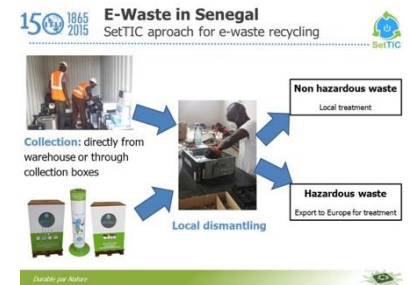 150
1865
2015
E-Waste in Senegal
SetTIC aproach for e-waste recycling
SetTIC
Collection: directly from
warehouse or through
collection boxes
Local dismantling
Non hazardous waste
Local treatment
Hazardous waste
Export to Europe for treatment
Durable par Nature